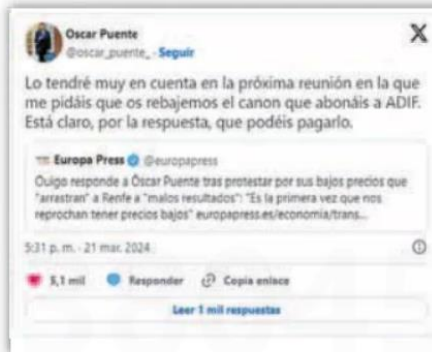 Oscar Puente
@oscar_puente_ · Seguir
Lo tendré muy en cuenta en la próxima reunión en la que
me pidáis que os rebajemos el canon que abonáis a ADIF.
Está claro, por la respuesta, que podéis pagarlo.
Europa Press @europapress
Ouigo responde a Óscar Puente tras protestar por sus bajos precios que
"arrastran" a Renfe a "malos resultados": "Es la primera vez que nos
reprochan tener precios bajos" europapress.es/economia/trans...
5:31 p. m. · 21 mar. 2024
5,1 mil Responder Copia enlace
Leer 1 mil respuestas